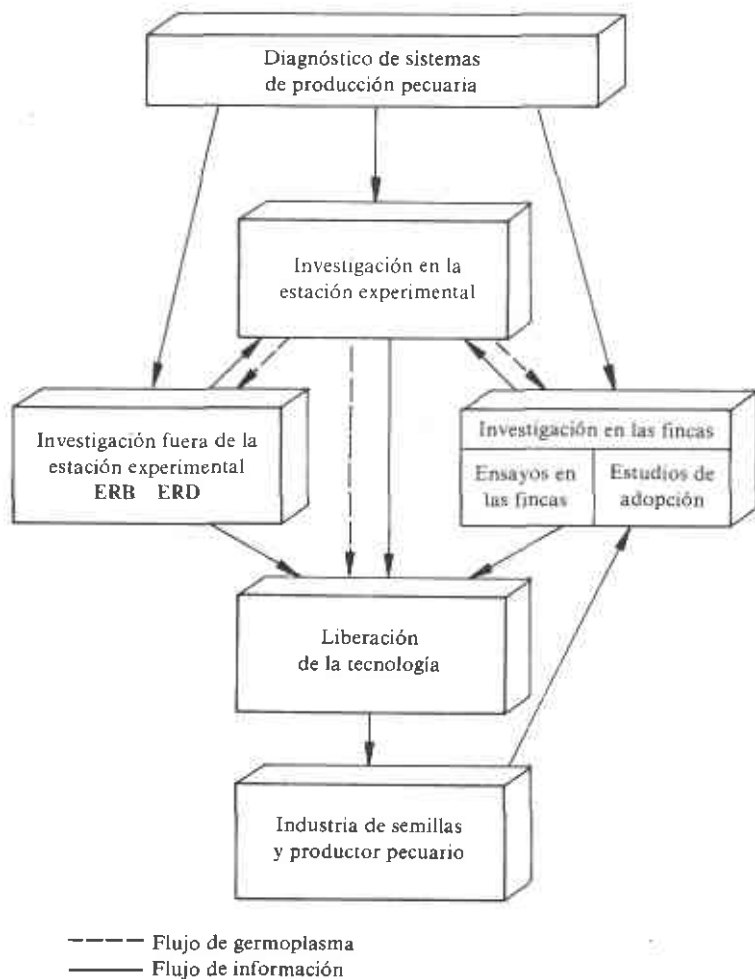 Diagnóstico de sistemas
de producción pecuaria
Investigación en la
estación experimental
Investigación fuera de la
estación experimental
ERB ERD
Investigación en las fincas
Ensayos en
las fincas
Estudios de
adopción
Liberación
de la tecnología
Industria de semillas
y productor pecuario
Flujo de germoplasma
Flujo de información